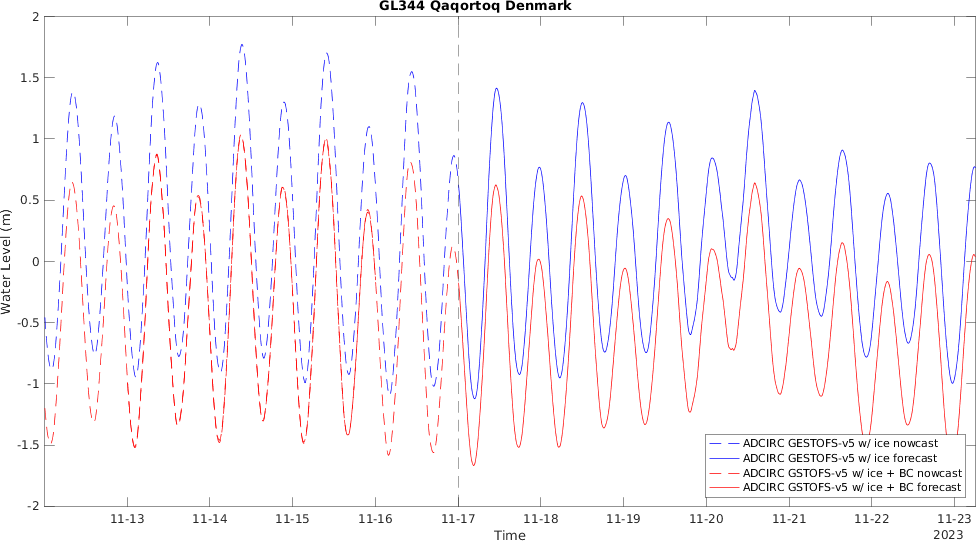 GL344 Qaqortoq Denmark
2
1.5
1
0.5
0
-0.5
-1
-1.5
-2
Water Level (m)
ADCIRC GESTOFS-v5 w/ ice nowcast
ADCIRC GESTOFS-v5 w/ ice forecast
ADCIRC GSTOFS-v5 w/ ice + BC nowcast
ADCIRC GSTOFS-v5 w/ ice + BC forecast
11-13 11-14 11-15 11-16 11-17 11-18 11-19 11-20 11-21 11-22 11-23
Time
2023